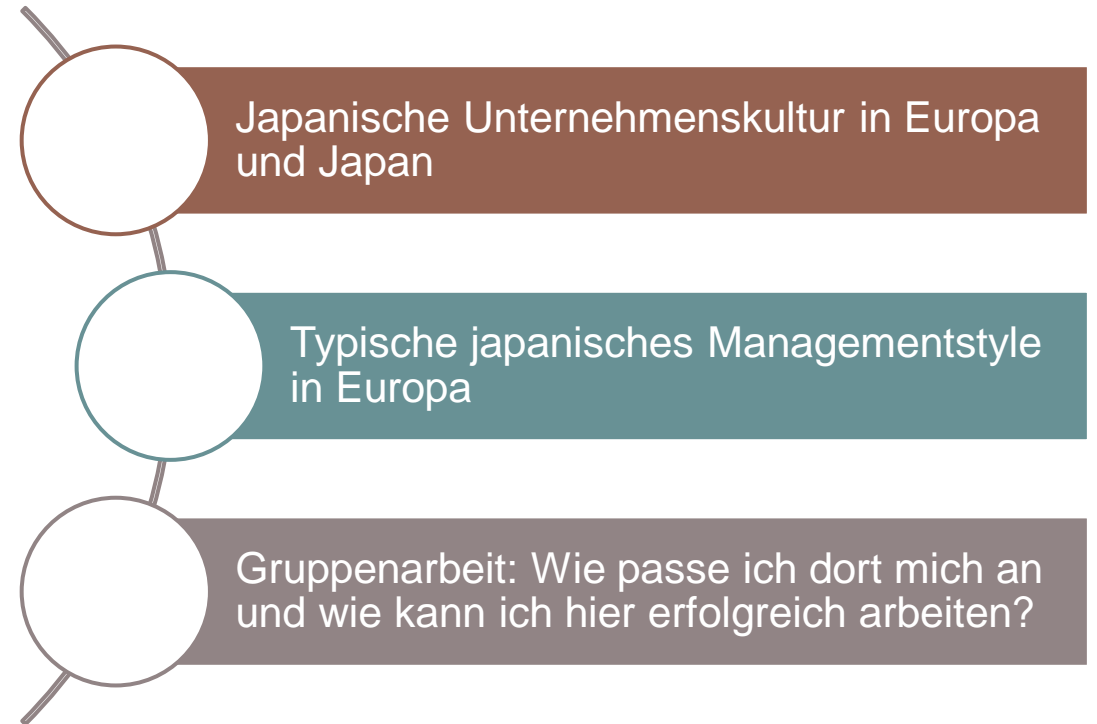 Japanische Unternehmenskultur in Europa
und Japan
Typische japanisches Managementstyle
in Europa
Gruppenarbeit: Wie passe ich dort mich an
und wie kann ich hier erfolgreich arbeiten?